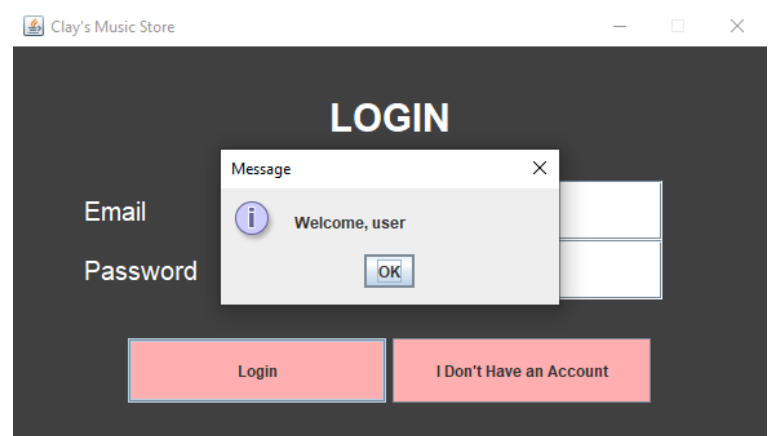 Clay's Music Store
LOGIN
Message
Email
Welcome, user
OK
Password
Login
I Don't Have an Account